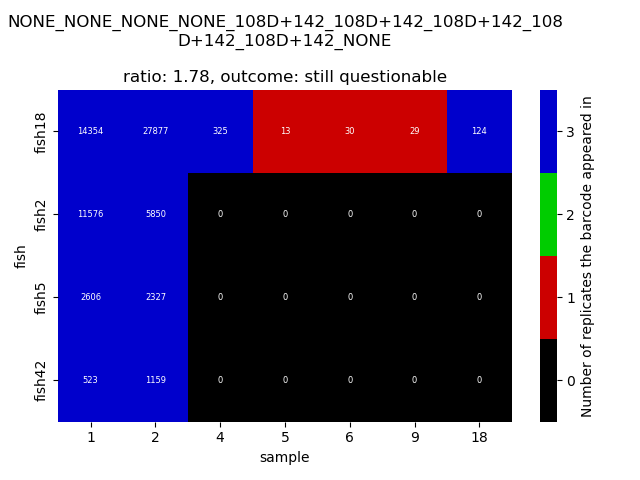 NONE_NONE_NONE_NONE_108D+142_108D+142_108D+142_108
D+142_108D+142_NONE
ratio: 1.78, outcome: still questionable
fish18 14354 27877 325 13 30 29 124
fish2 11576 5850 0 0 0 0 0
fish5 2606 2327 0 0 0 0 0
fish42 523 1159 0 0 0 0 0
fish
1 2 4 5 6 9 18
sample
3
2
1
0
Number of replicates the barcode appeared in